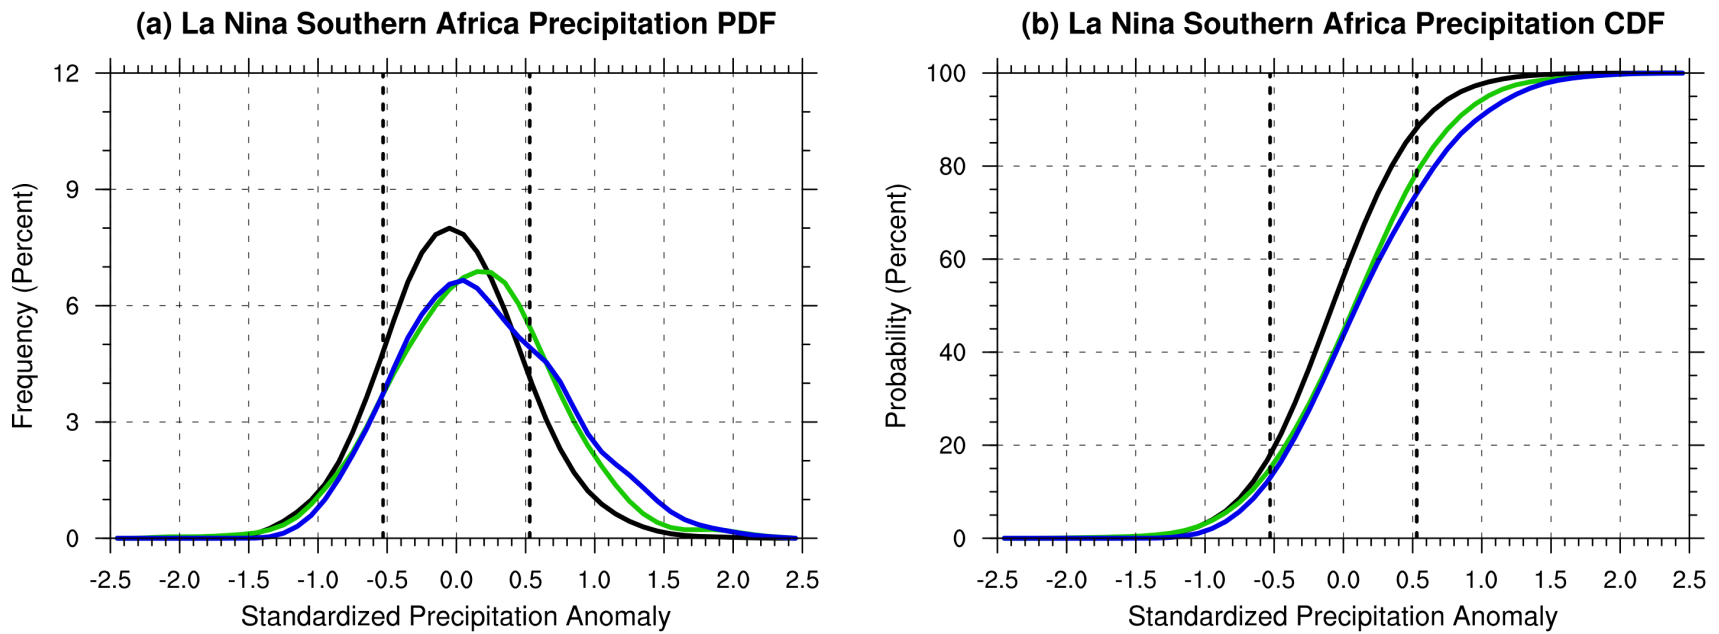 (a) La Nina Southern Africa Precipitation PDF
12
9
6
3
0
Frequency (Percent)
-2.5 -2.0 -1.5 -1.0 -0.5 0.0 0.5 1.0 1.5 2.0 2.5
Standardized Precipitation Anomaly
(b) La Nina Southern Africa Precipitation CDF
100
80
60
40
20
0
Probability (Percent)
-2.5 -2.0 -1.5 -1.0 -0.5 0.0 0.5 1.0 1.5 2.0 2.5
Standardized Precipitation Anomaly